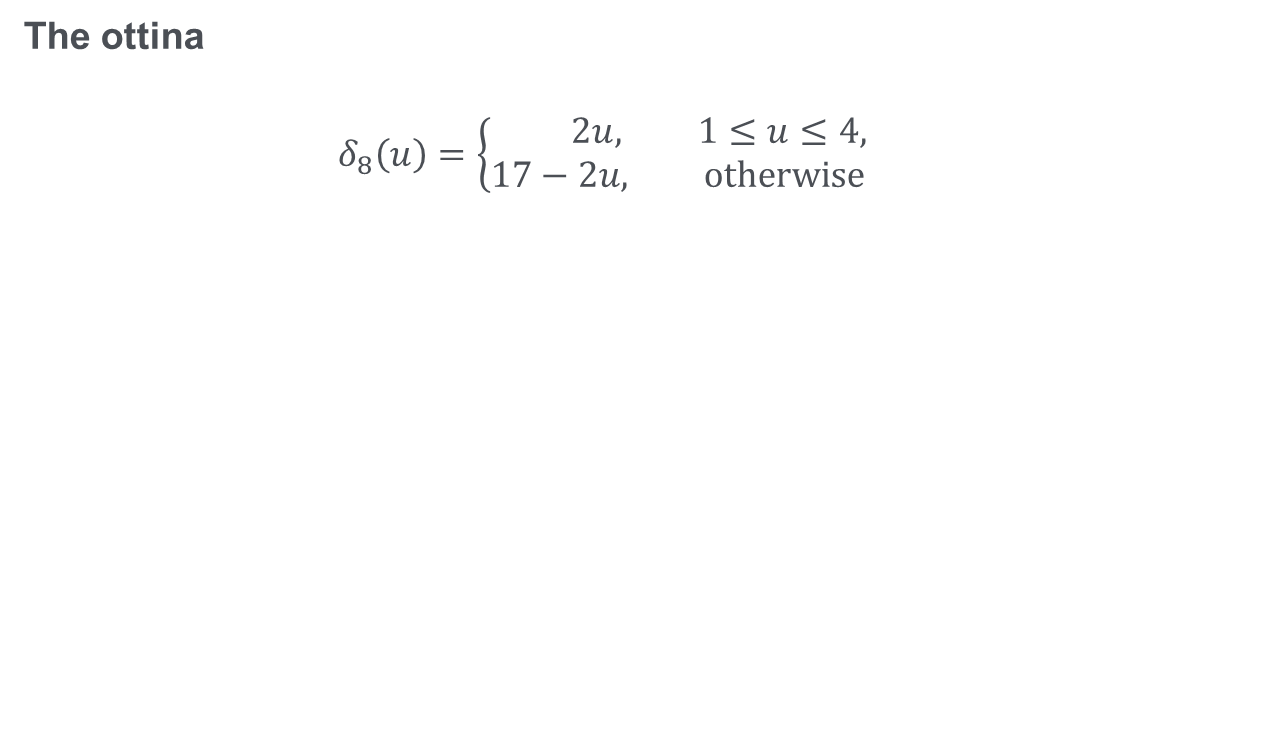 The ottina
δ₈(u) = { 2u, 1 ≤ u ≤ 4,
17 − 2u, otherwise